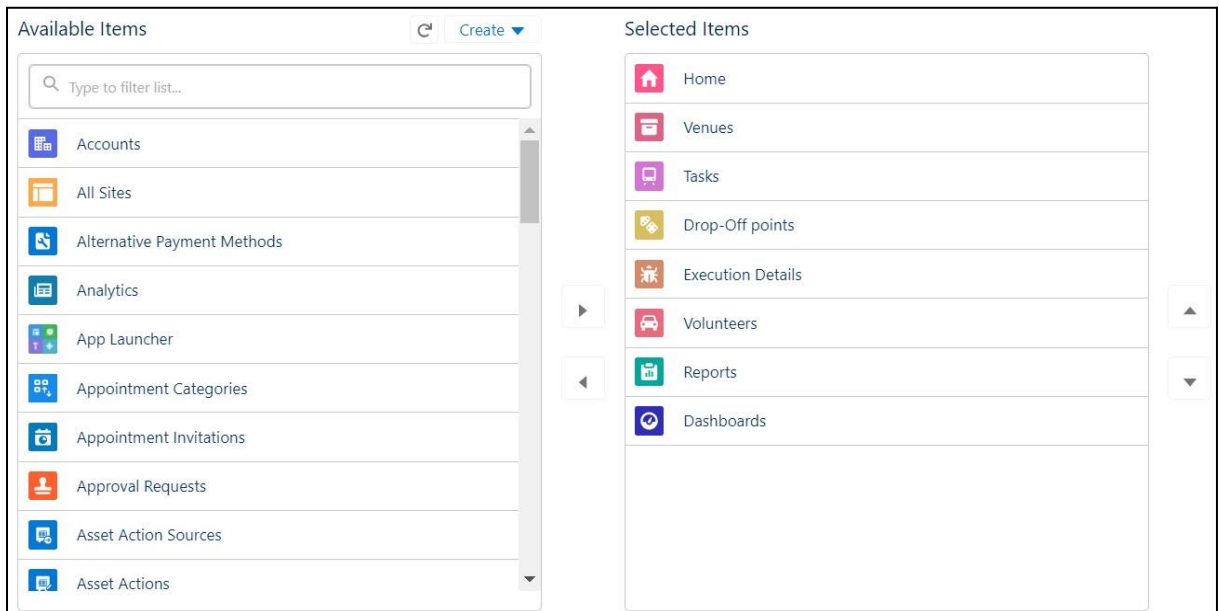 Available Items
Create
Type to filter list...
Accounts
All Sites
Alternative Payment Methods
Analytics
App Launcher
Appointment Categories
Appointment Invitations
Approval Requests
Asset Action Sources
Asset Actions
Selected Items
Home
Venues
Tasks
Drop-Off points
Execution Details
Volunteers
Reports
Dashboards